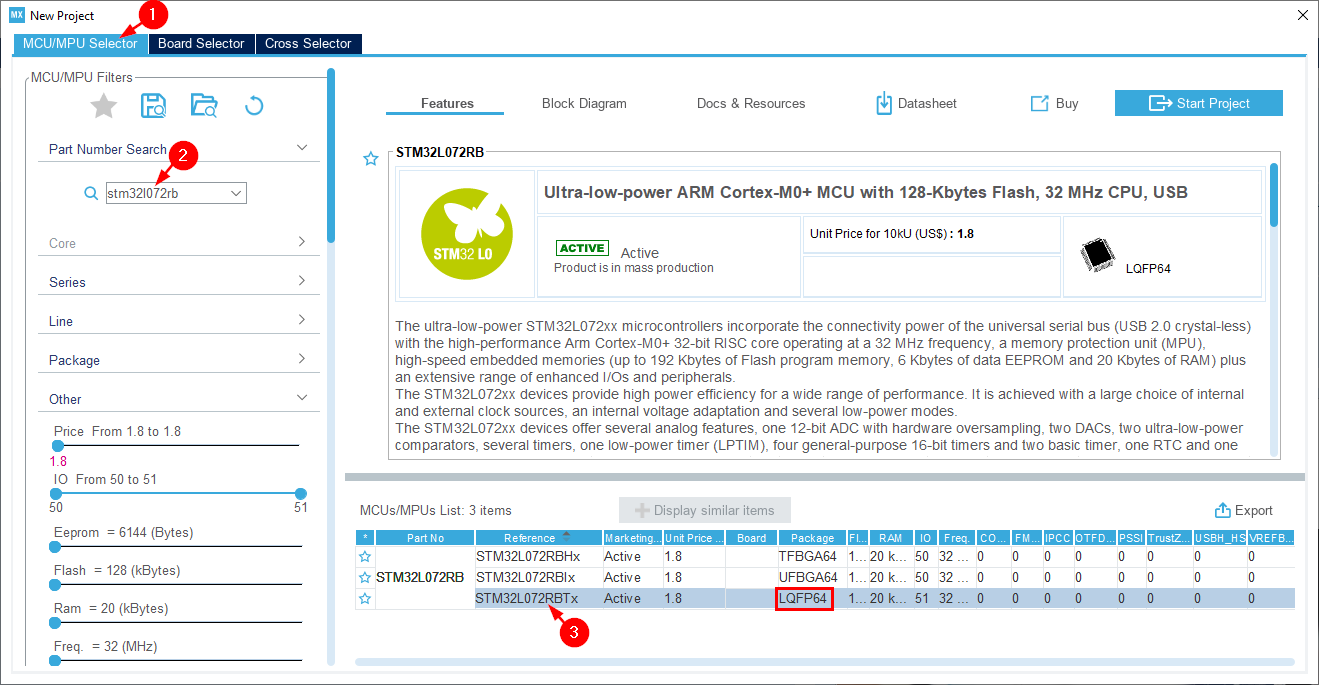 MX New Project
1
MCU/MPU Selector
Board Selector
Cross Selector
MCU/MPU Filters
Part Number Search
2
stm32l072rb
Core
Series
Line
Package
Other
Price From 1.8 to 1.8
1.8
IO From 50 to 51
50
51
Eeprom = 6144 (Bytes)
Flash = 128 (kBytes)
Ram = 20 (kBytes)
Freq. = 32 (MHz)
Features
Block Diagram
Docs & Resources
Datasheet
Buy
Start Project
STM32L072RB
STM32 L0
Ultra-low-power ARM Cortex-M0+ MCU with 128-Kbytes Flash, 32 MHz CPU, USB
ACTIVE Active
Product is in mass production
Unit Price for 10kU (US$) : 1.8
LQFP64
The ultra-low-power STM32L072xx microcontrollers incorporate the connectivity power of the universal serial bus (USB 2.0 crystal-less)
with the high-performance Arm Cortex-M0+ 32-bit RISC core operating at a 32 MHz frequency, a memory protection unit (MPU),
high-speed embedded memories (up to 192 Kbytes of Flash program memory, 6 Kbytes of data EEPROM and 20 Kbytes of RAM) plus
an extensive range of enhanced I/Os and peripherals.
The STM32L072xx devices provide high power efficiency for a wide range of performance. It is achieved with a large choice of internal
and external clock sources, an internal voltage adaptation and several low-power modes.
The STM32L072xx devices offer several analog features, one 12-bit ADC with hardware oversampling, two DACs, two ultra-low-power
comparators, several timers, one low-power timer (LPTIM), four general-purpose 16-bit timers and two basic timer, one RTC and one
MCUs/MPUs List: 3 items
Display similar items
Export
* Part No Reference Marketing... Unit Price ... Board Package Fl... RAM IO Freq. CO... FM... IPCC OTFD... PSSI TrustZ... USBH_HS VREFB...
STM32L072RBHx Active 1.8 TFBGA64 1... 20 k... 50 32 ... 0 0 0 0 0 0 0 0
STM32L072RB STM32L072RBIx Active 1.8 UFBGA64 1... 20 k... 50 32 ... 0 0 0 0 0 0 0 0
STM32L072RBTx Active 1.8 LQFP64 1... 20 k... 51 32 ... 0 0 0 0 0 0 0 0
3